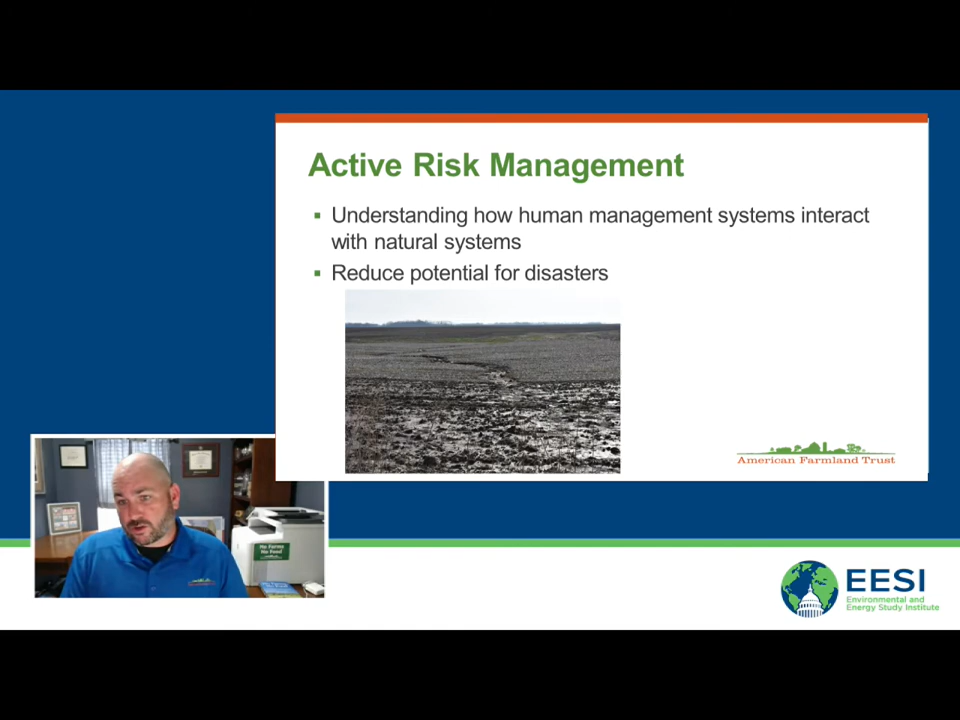 Active Risk Management
▪ Understanding how human management systems interact
with natural systems
▪ Reduce potential for disasters
American Farmland Trust
No Farms
No Food
EESI
Environmental and
Energy Study Institute